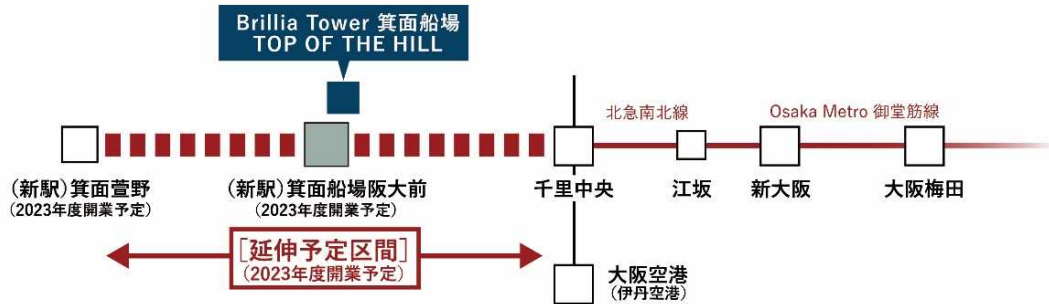 Brillia Tower 箕面船場
TOP OF THE HILL
北急南北線
Osaka Metro 御堂筋線
(新駅)箕面萱野
(2023年度開業予定)
(新駅)箕面船場阪大前
(2023年度開業予定)
千里中央
江坂
新大阪
大阪梅田
[延伸予定区間]
(2023年度開業予定)
大阪空港
(伊丹空港)